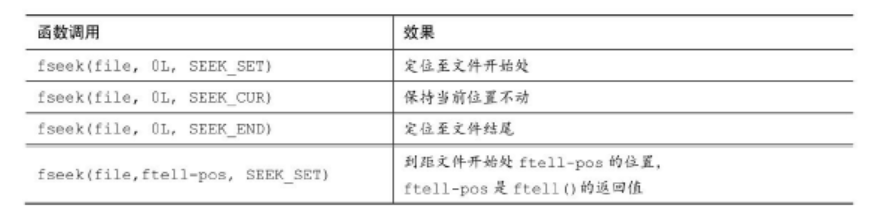 函数调用 效果
fseek(file, 0L, SEEK_SET) 定位至文件开始处
fseek(file, 0L, SEEK_CUR) 保持当前位置不动
fseek(file, 0L, SEEK_END) 定位至文件结尾
fseek(file,ftell-pos, SEEK_SET) 到距文件开始处 ftell-pos 的位置,
ftell-pos 是 ftell()的返回值